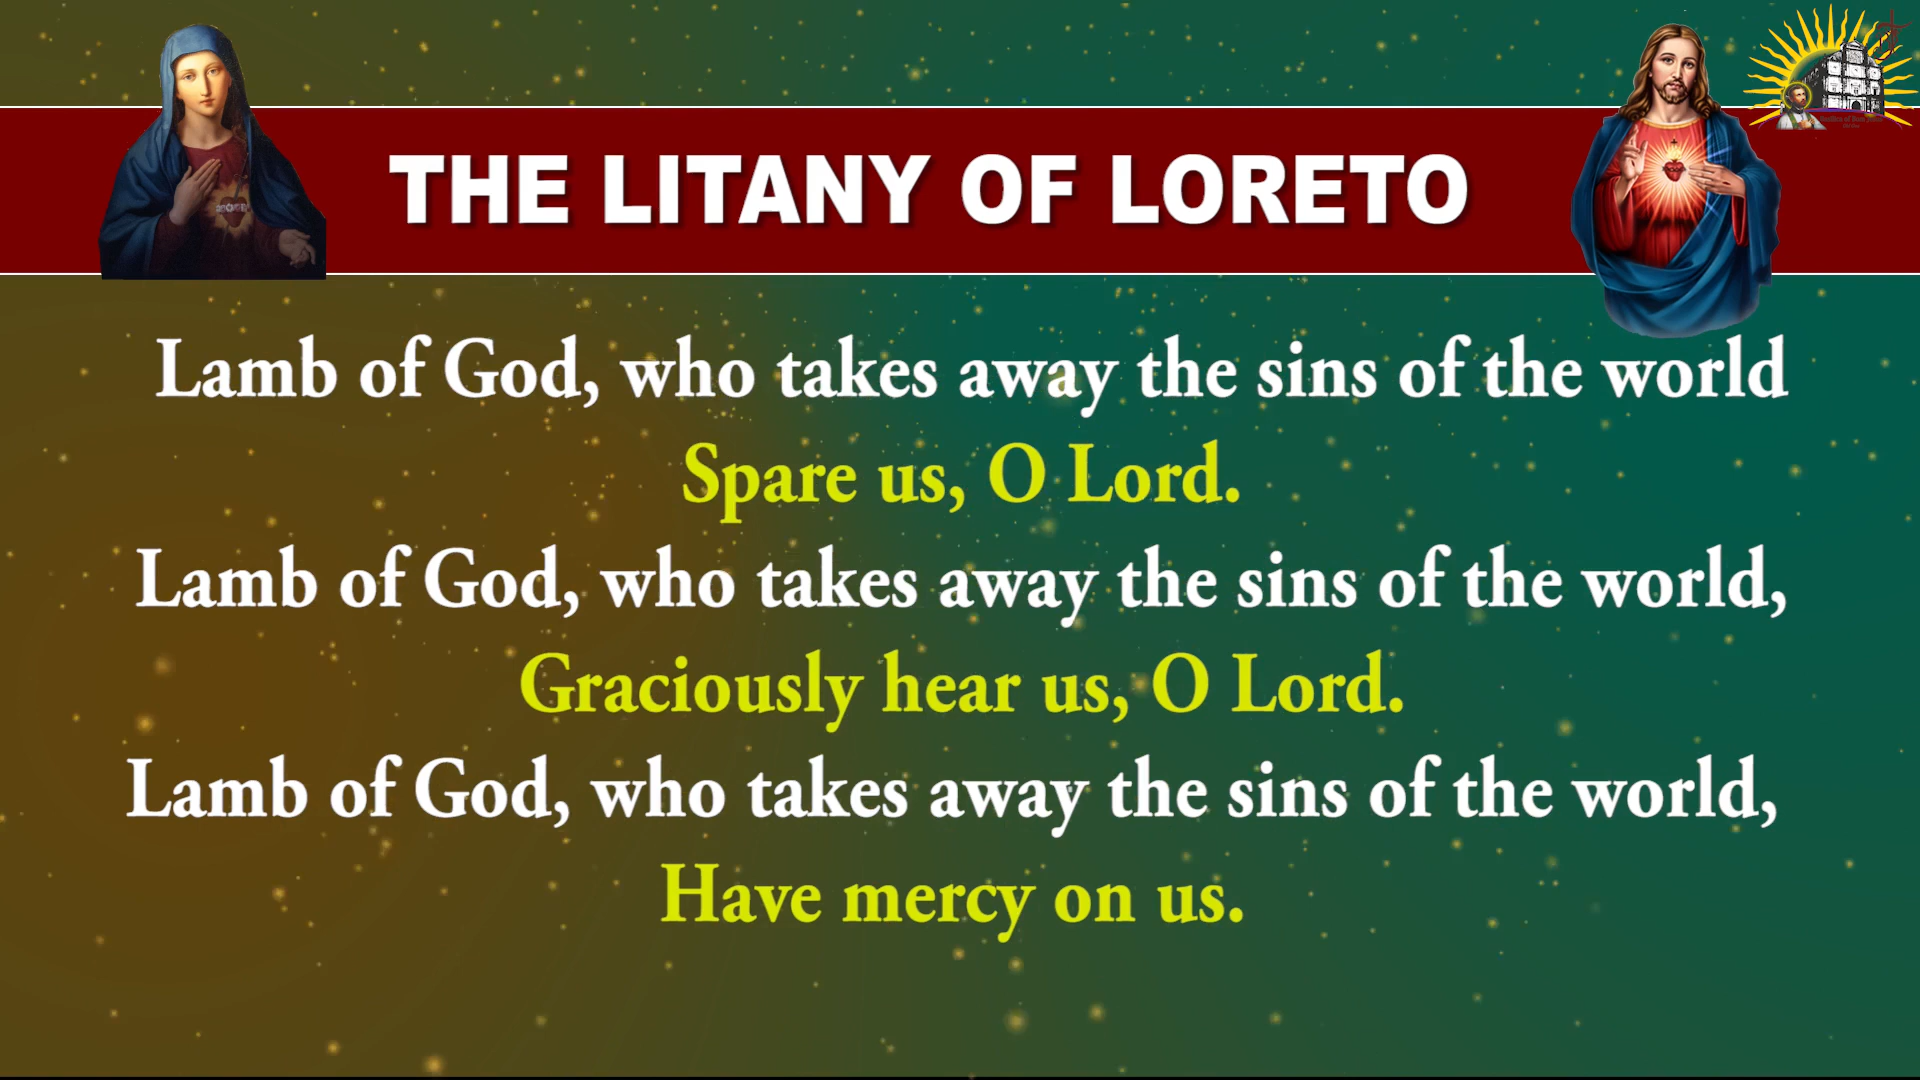 THE LITANY OF LORETO
Lamb of God, who takes away the sins of the world
Spare us, O Lord.
Lamb of God, who takes away the sins of the world,
Graciously hear us, O Lord.
Lamb of God, who takes away the sins of the world,
Have mercy on us.